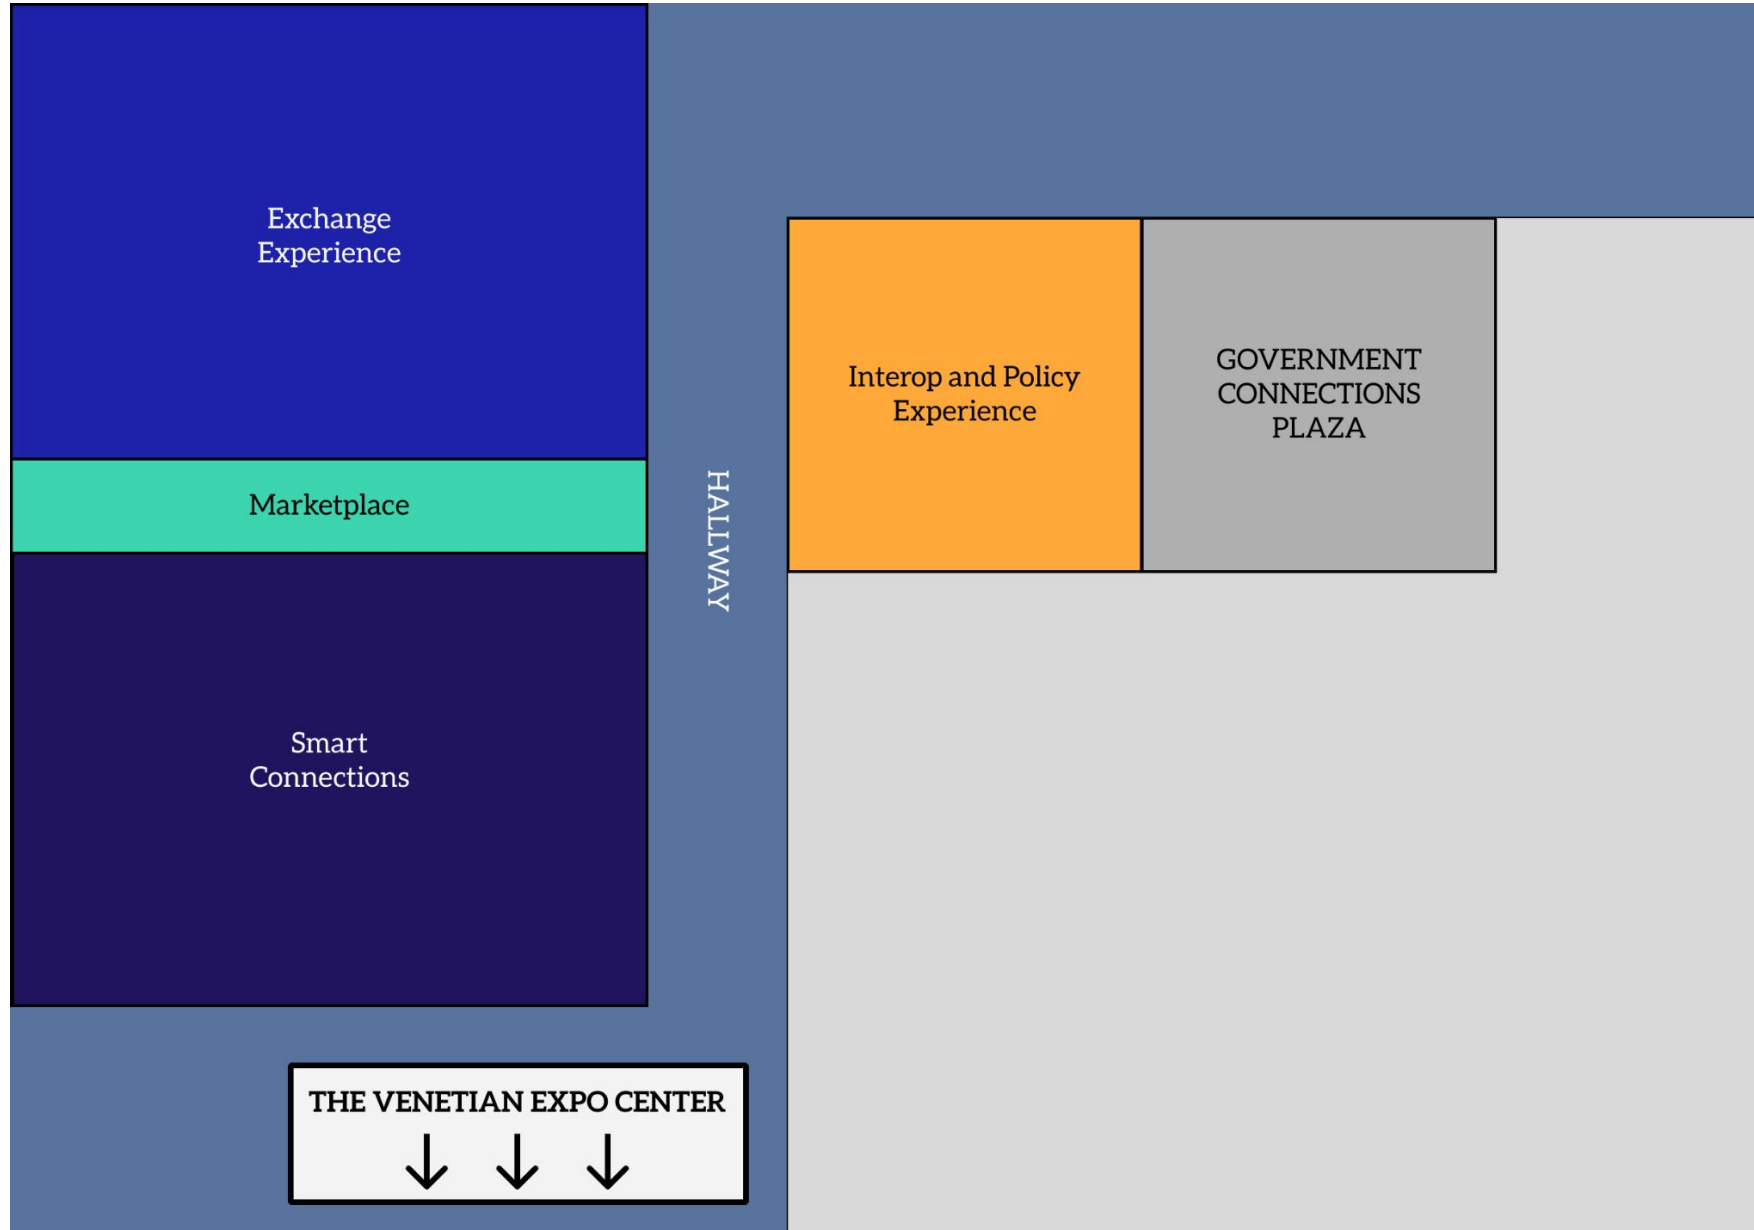 Exchange
Experience
Marketplace
Smart
Connections
HALLWAY
Interop and Policy
Experience
GOVERNMENT
CONNECTIONS
PLAZA
THE VENETIAN EXPO CENTER